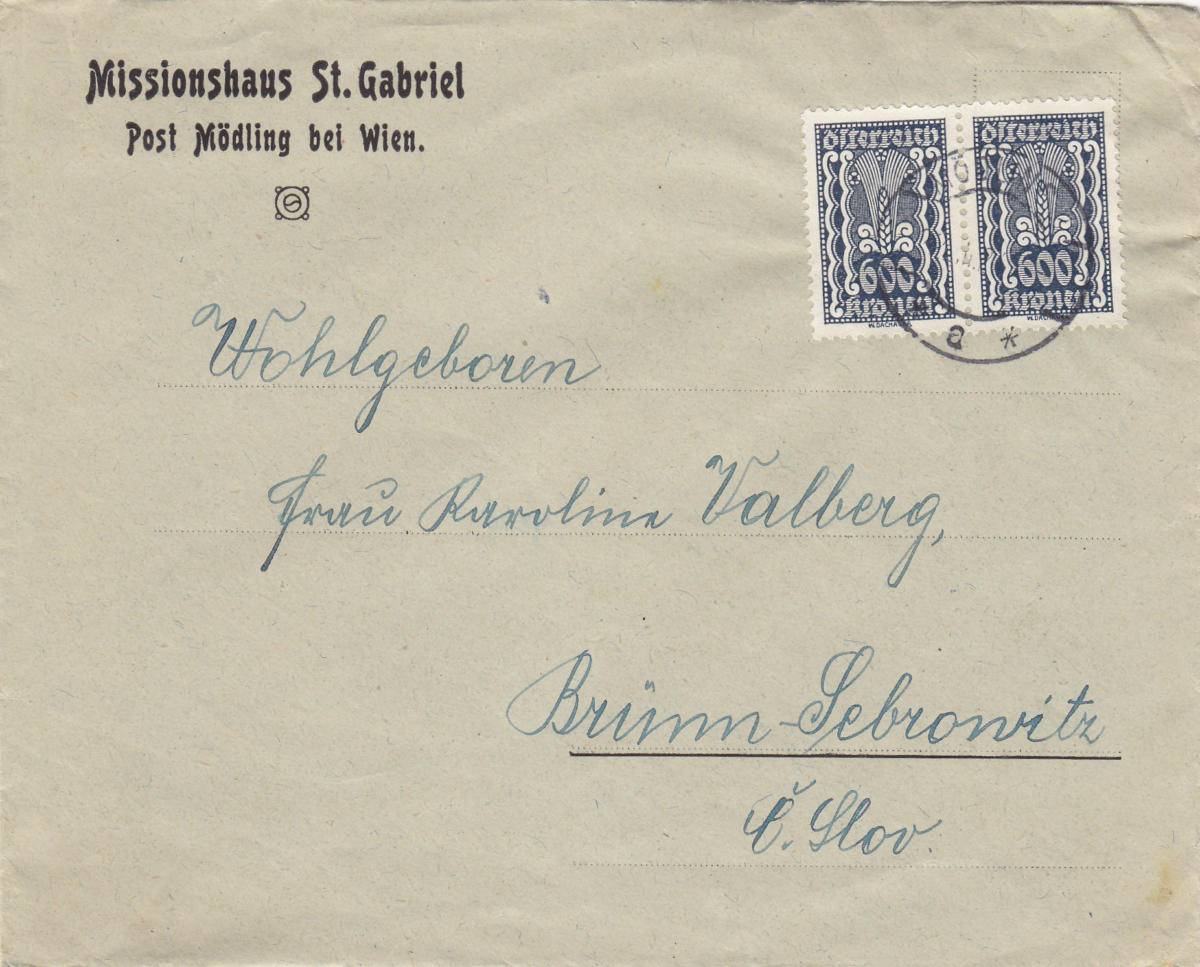 Missionshaus St. Gabriel
Post Mödling bei Wien.
Österreich Österreich
600 600
Kronen Kronen
a *
Wohlgeboren
Frau Karoline Valberg,
Brünn-Sebrowitz
Č. Slov.